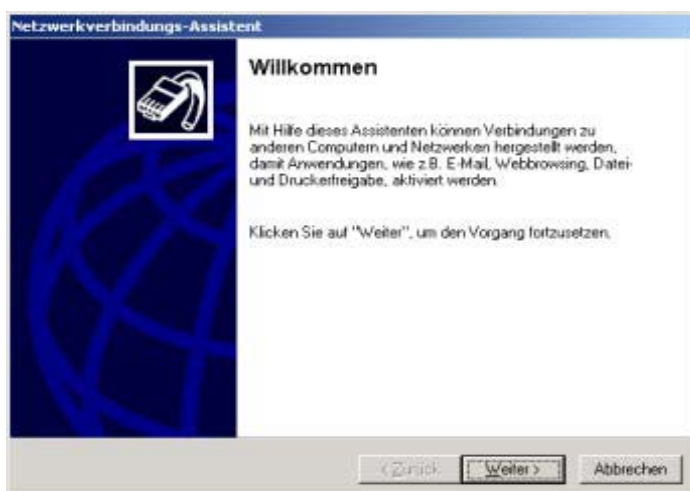 Netzwerkverbindungs-Assistent
Willkommen
Mit Hilfe dieses Assistenten können Verbindungen zu
anderen Computern und Netzwerken hergestellt werden,
damit Anwendungen, wie z.B. E-Mail, Webbrowsing, Datei-
und Druckerfreigabe, aktiviert werden.
Klicken Sie auf "Weiter", um den Vorgang fortzusetzen.
< Zurück Weiter > Abbrechen